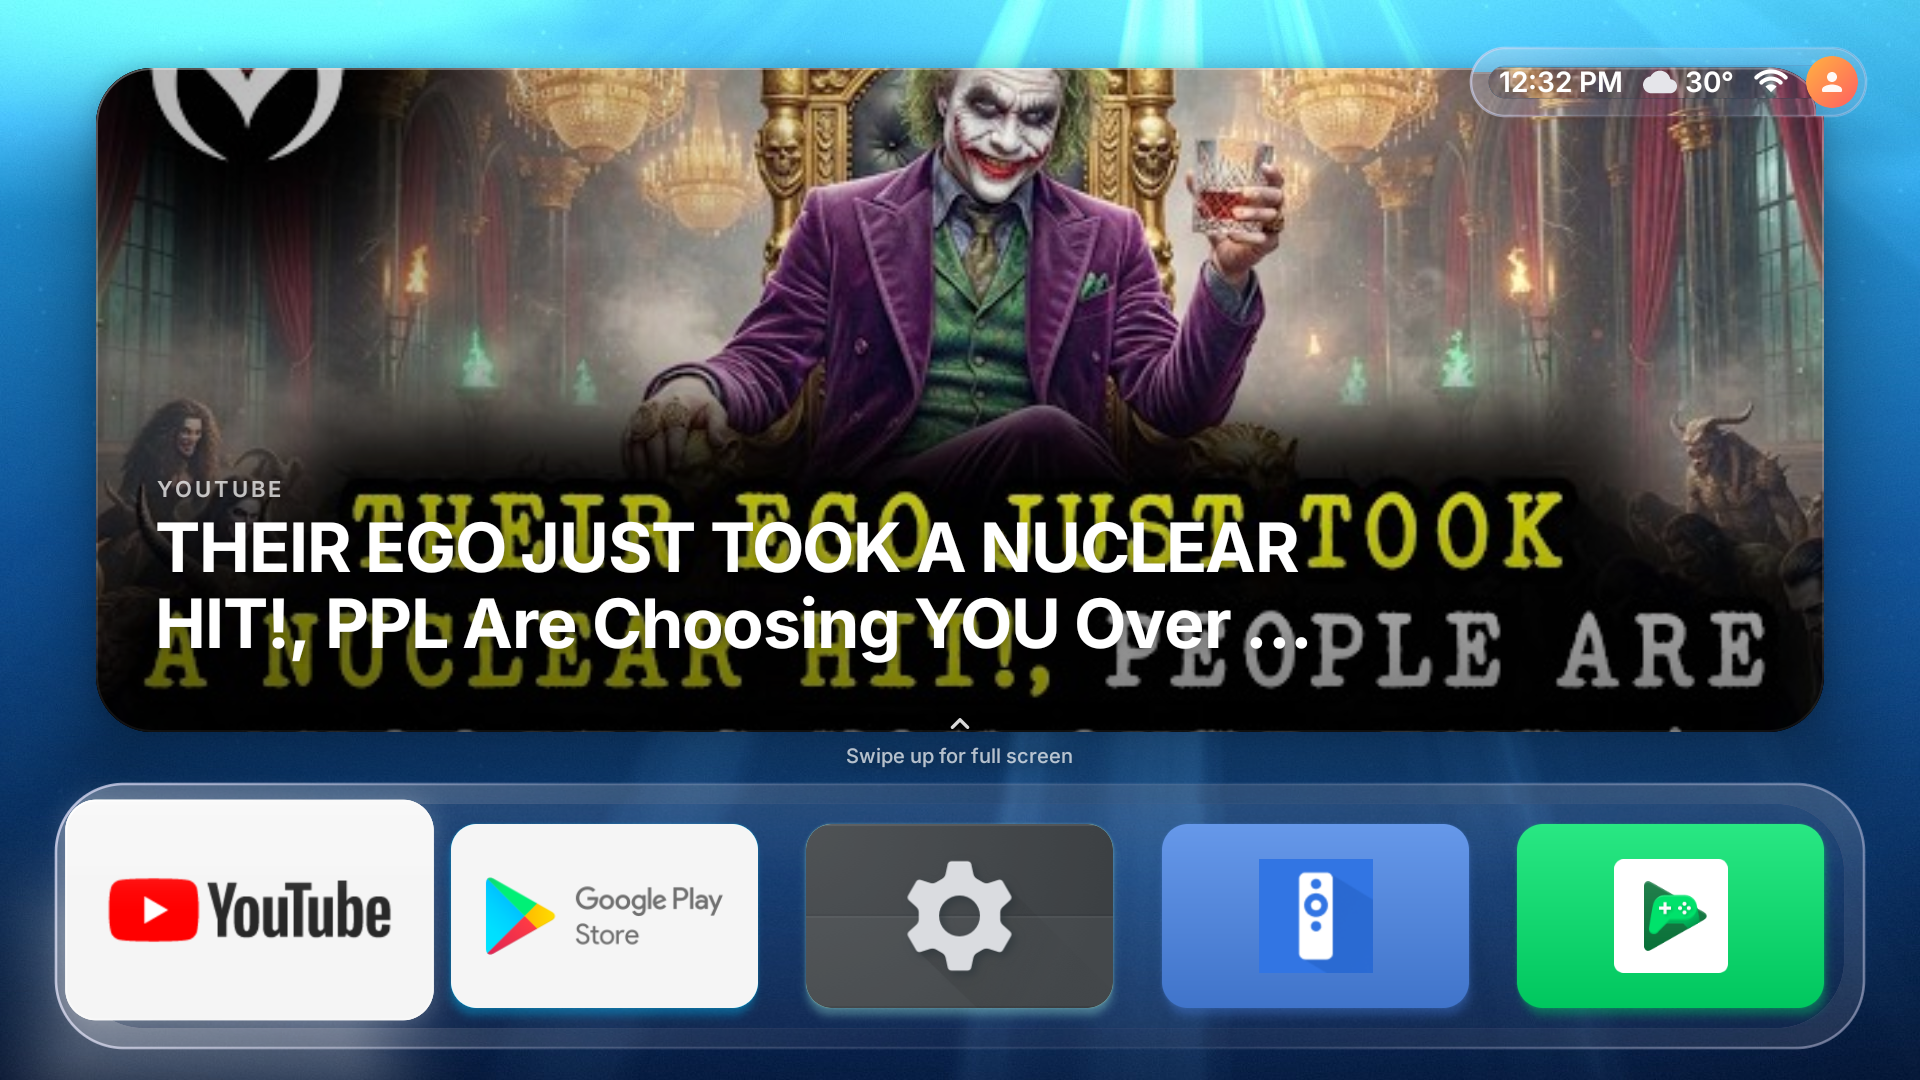 12:32 PM 30°
YOUTUBE
THEIR EGO JUST TOOK
THEIR EGO JUST TOOK A NUCLEAR
HIT!, PPL Are Choosing YOU Over ...
A NUCLEAR HIT!, PEOPLE ARE
Swipe up for full screen
YouTube
Google Play
Store